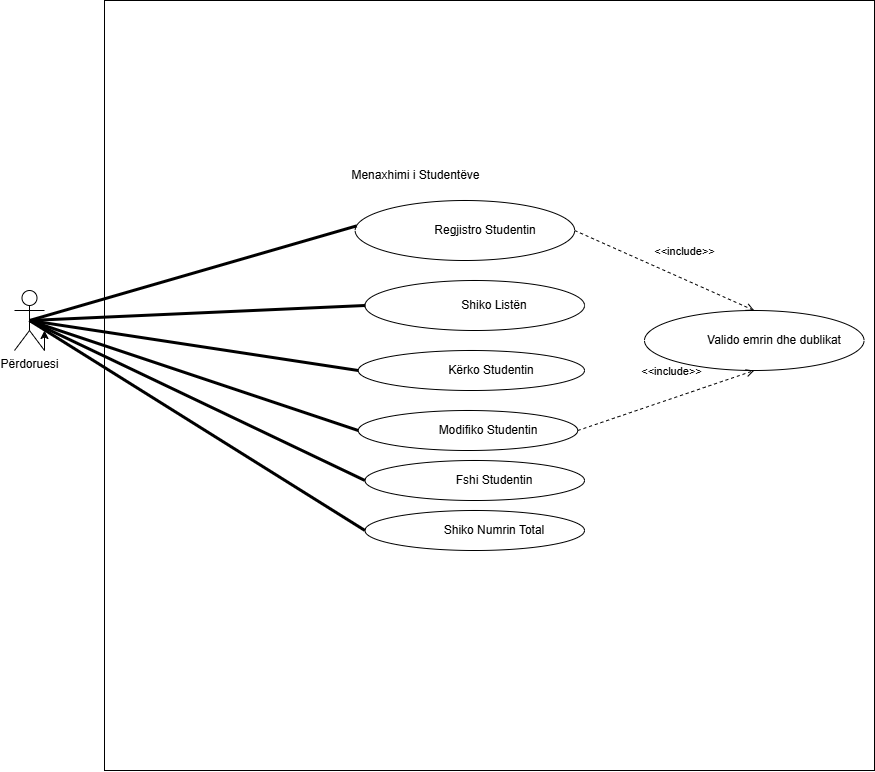 Menaxhimi i Studentëve
Regjistro Studentin
<<include>>
Shiko Listën
Valido emrin dhe dublikat
Përdoruesi
Kërko Studentin
<<include>>
Modifiko Studentin
Fshi Studentin
Shiko Numrin Total